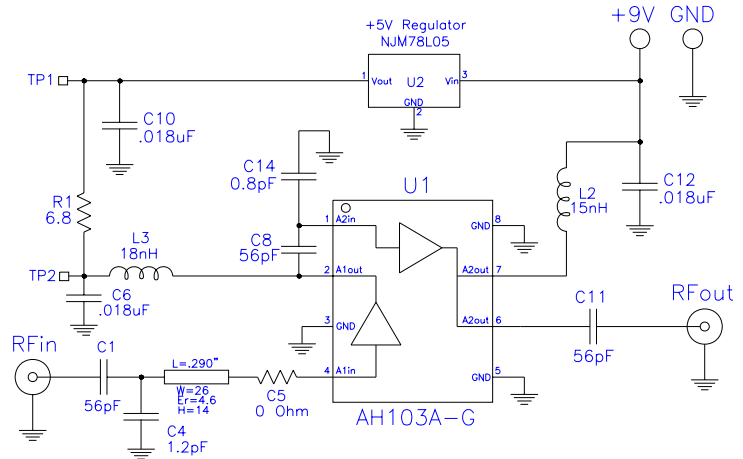 +9V GND
+5V Regulator
NJM78L05
TP1
1 Vout U2 Vin 3
GND
2
C10
.018uF
C14
0.8pF
U1
L2
15nH
C12
.018uF
R1
6.8
L3
18nH
C8
56pF
1 A2in
GND 8
TP2
2 A1out
A2out 7
C6
.018uF
3 GND
A2out 6
C11
56pF
RFout
RFin
C1
56pF
L=.290"
W=26
Er=4.6
H=14
C5
0 Ohm
4 A1in
GND 5
C4
1.2pF
AH103A-G